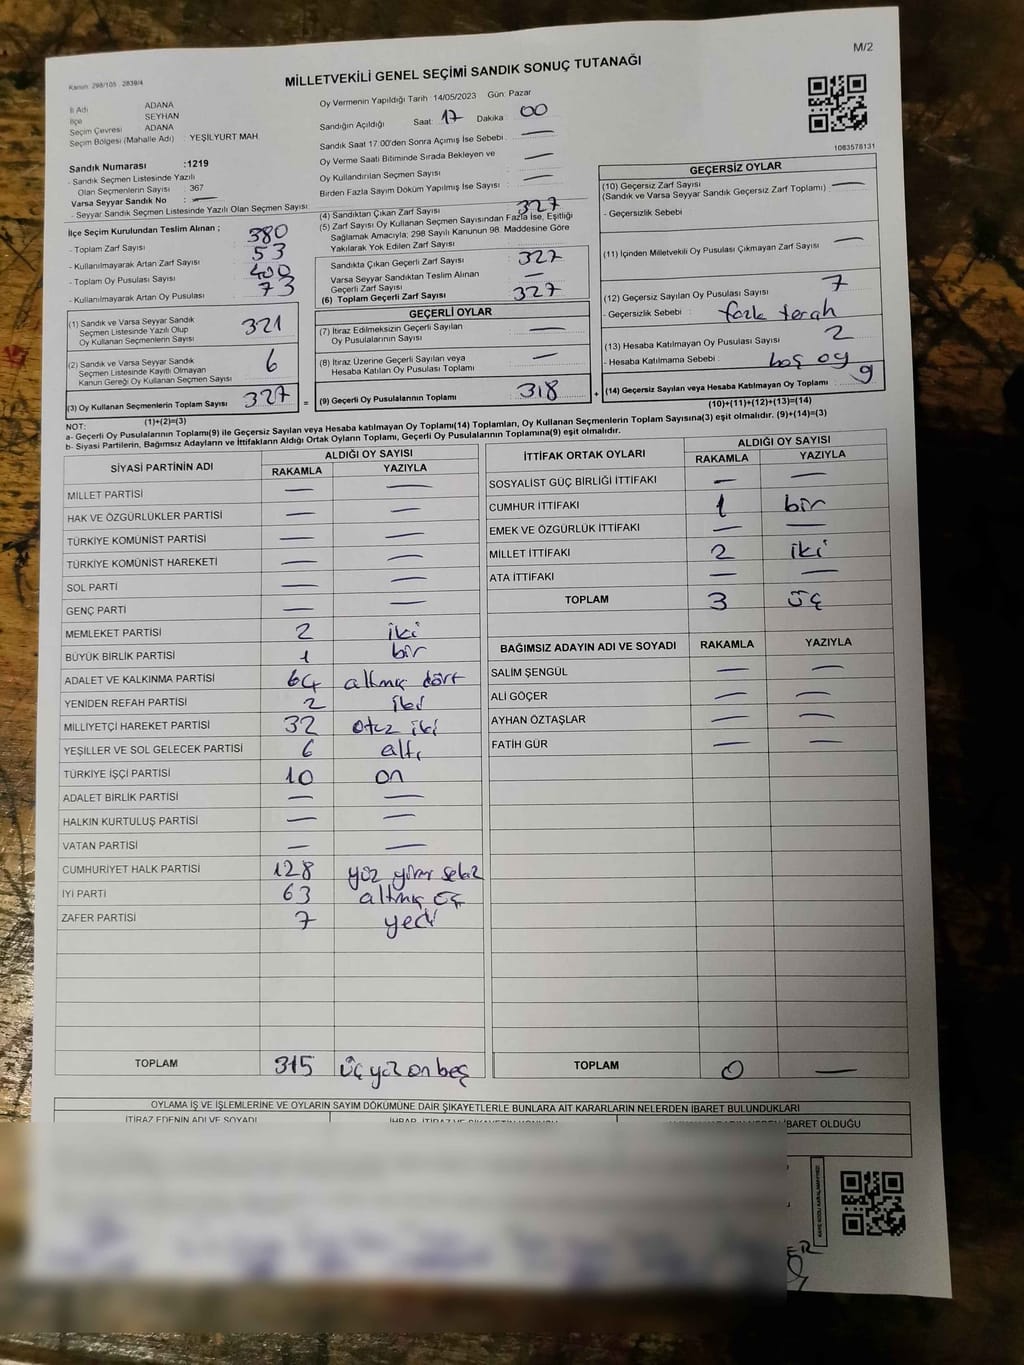 M/2
Kanun: 298/105 2839/4
MİLLETVEKİLİ GENEL SEÇİMİ SANDIK SONUÇ TUTANAĞI
İl Adı ADANA
İlçe SEYHAN
Seçim Çevresi ADANA
Seçim Bölgesi (Mahalle Adı) : YEŞİLYURT MAH.
Sandık Numarası :1219
- Sandık Seçmen Listesinde Yazılı
Olan Seçmenlerin Sayısı : 367
Varsa Seyyar Sandık No : —
- Seyyar Sandık Seçmen Listesinde Yazılı Olan Seçmen Sayısı:
Oy Vermenin Yapıldığı Tarih 14/05/2023 Gün: Pazar
Sandığın Açıldığı Saat: 17 Dakika : 00
Sandık Saat 17.00'den Sonra Açımış İse Sebebi : —
Oy Verme Saati Bitiminde Sırada Bekleyen ve
Oy Kullandırılan Seçmen Sayısı : —
Birden Fazla Sayım Döküm Yapılmış İse Sayısı : —
1083578131
İlçe Seçim Kurulundan Teslim Alınan ;
- Toplam Zarf Sayısı : 380
- Kullanılmayarak Artan Zarf Sayısı : 53
- Toplam Oy Pusulası Sayısı : 400
- Kullanılmayarak Artan Oy Pusulası : 73
(1) Sandık ve Varsa Seyyar Sandık
Seçmen Listesinde Yazılı Olup
Oy Kullanan Seçmenlerin Sayısı : 321
(2) Sandık ve Varsa Seyyar Sandık
Seçmen Listesinde Kayıtlı Olmayan
Kanun Gereği Oy Kullanan Seçmen Sayısı : 6
(3) Oy Kullanan Seçmenlerin Toplam Sayısı : 327
(1)+(2)=(3)
(4) Sandıktan Çıkan Zarf Sayısı : 327
(5) Zarf Sayısı Oy Kullanan Seçmen Sayısından Fazla İse, Eşitliği
Sağlamak Amacıyla; 298 Sayılı Kanunun 98. Maddesine Göre
Yakılarak Yok Edilen Zarf Sayısı :
Sandıkta Çıkan Geçerli Zarf Sayısı : 327
Varsa Seyyar Sandıktan Teslim Alınan
Geçerli Zarf Sayısı : —
(6) Toplam Geçerli Zarf Sayısı : 327
GEÇERLİ OYLAR
(7) İtiraz Edilmeksizin Geçerli Sayılan
Oy Pusulalarının Sayısı : —
(8) İtiraz Üzerine Geçerli Sayılan veya
Hesaba Katılan Oy Pusulası Toplamı : —
= (9) Geçerli Oy Pusulalarının Toplamı : 318 +
GEÇERSİZ OYLAR
(10) Geçersiz Zarf Sayısı
(Sandık ve Varsa Seyyar Sandık Geçersiz Zarf Toplamı) : —
- Geçersizlik Sebebi :
(11) İçinden Milletvekili Oy Pusulası Çıkmayan Zarf Sayısı : —
(12) Geçersiz Sayılan Oy Pusulası Sayısı : 7
- Geçersizlik Sebebi : fazla tercih
(13) Hesaba Katılmayan Oy Pusulası Sayısı : 2
- Hesaba Katılmama Sebebi : boş oy
(14) Geçersiz Sayılan veya Hesaba Katılmayan Oy Toplamı : 9
(10)+(11)+(12)+(13)=(14)
NOT:
a- Geçerli Oy Pusulalarının Toplamı(9) ile Geçersiz Sayılan veya Hesaba katılmayan Oy Toplamı(14) Toplamları, Oy Kullanan Seçmenlerin Toplam Sayısına(3) eşit olmalıdır. (9)+(14)=(3)
b- Siyasi Partilerin, Bağımsız Adayların ve İttifakların Aldığı Ortak Oyların Toplamı, Geçerli Oy Pusulalarının Toplamına(9) eşit olmalıdır.
SİYASİ PARTİNİN ADI ALDIĞI OY SAYISI
RAKAMLA YAZIYLA
MİLLET PARTİSİ — —
HAK VE ÖZGÜRLÜKLER PARTİSİ — —
TÜRKİYE KOMÜNİST PARTİSİ — —
TÜRKİYE KOMÜNİST HAREKETİ — —
SOL PARTİ — —
GENÇ PARTİ — —
MEMLEKET PARTİSİ 2 iki
BÜYÜK BİRLİK PARTİSİ 1 bir
ADALET VE KALKINMA PARTİSİ 64 altmış dört
YENİDEN REFAH PARTİSİ 2 iki
MİLLİYETÇİ HAREKET PARTİSİ 32 otuz iki
YEŞİLLER VE SOL GELECEK PARTİSİ 6 altı
TÜRKİYE İŞÇİ PARTİSİ 10 on
ADALET BİRLİK PARTİSİ — —
HALKIN KURTULUŞ PARTİSİ — —
VATAN PARTİSİ — —
CUMHURİYET HALK PARTİSİ 128 yüz yirmi sekiz
İYİ PARTİ 63 altmış üç
ZAFER PARTİSİ 7 yedi
TOPLAM 315 üç yüz on beş
İTTİFAK ORTAK OYLARI ALDIĞI OY SAYISI
RAKAMLA YAZIYLA
SOSYALİST GÜÇ BİRLİĞİ İTTİFAKI — —
CUMHUR İTTİFAKI 1 bir
EMEK VE ÖZGÜRLÜK İTTİFAKI — —
MİLLET İTTİFAKI 2 iki
ATA İTTİFAKI — —
TOPLAM 3 üç
BAĞIMSIZ ADAYIN ADI VE SOYADI RAKAMLA YAZIYLA
SALİM ŞENGÜL — —
ALİ GÖÇER — —
AYHAN ÖZTAŞLAR — —
FATİH GÜR — —
TOPLAM 0 —
OYLAMA İŞ VE İŞLEMLERİNE VE OYLARIN SAYIM DÖKÜMÜNE DAİR ŞİKAYETLERLE BUNLARA AİT KARARLARIN NELERDEN İBARET BULUNDUKLARI
İTİRAZ EDENİN ADI VE SOYADI
İBARET OLDUĞU